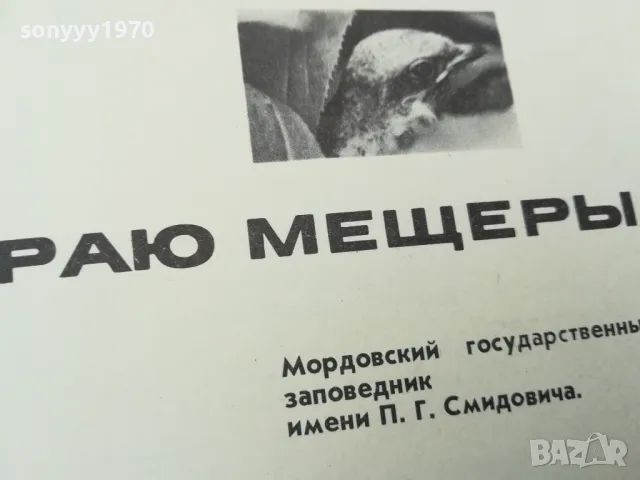 sonyyy1970
РАЮ МЕЩЕРЫ
Мордовский государственны
заповедник
имени П. Г. Смидовича.
BAZAR
bg